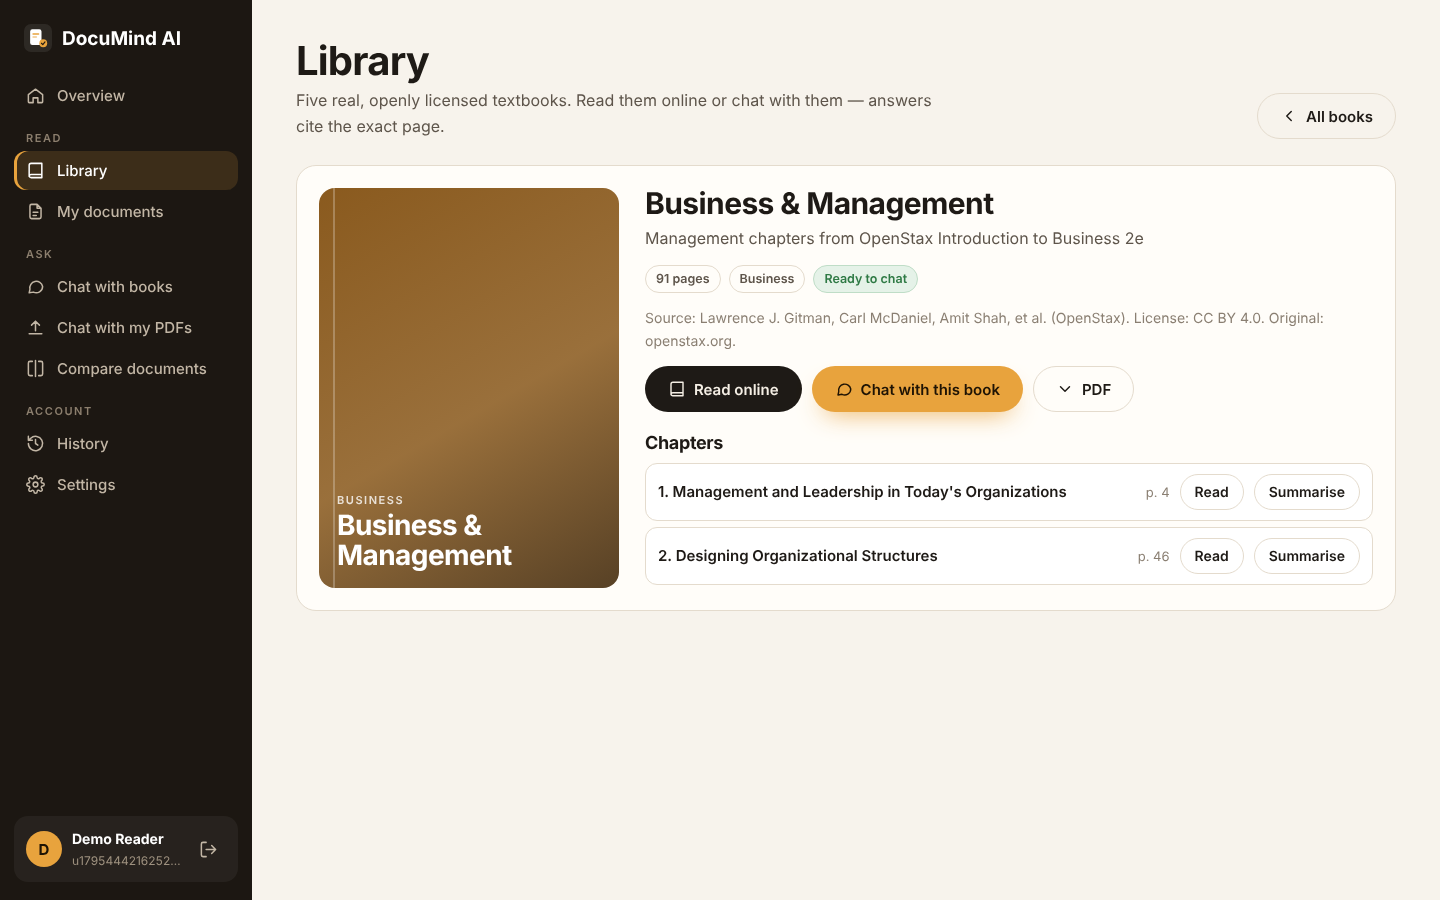 DocuMind AI
Overview
READ
Library
My documents
ASK
Chat with books
Chat with my PDFs
Compare documents
ACCOUNT
History
Settings
D
Demo Reader
u1795444216252...
Library
Five real, openly licensed textbooks. Read them online or chat with them — answers
cite the exact page.
All books
BUSINESS
Business &
Management
Business & Management
Management chapters from OpenStax Introduction to Business 2e
91 pages
Business
Ready to chat
Source: Lawrence J. Gitman, Carl McDaniel, Amit Shah, et al. (OpenStax). License: CC BY 4.0. Original:
openstax.org.
Read online
Chat with this book
PDF
Chapters
1. Management and Leadership in Today's Organizations p. 4 Read Summarise
2. Designing Organizational Structures p. 46 Read Summarise